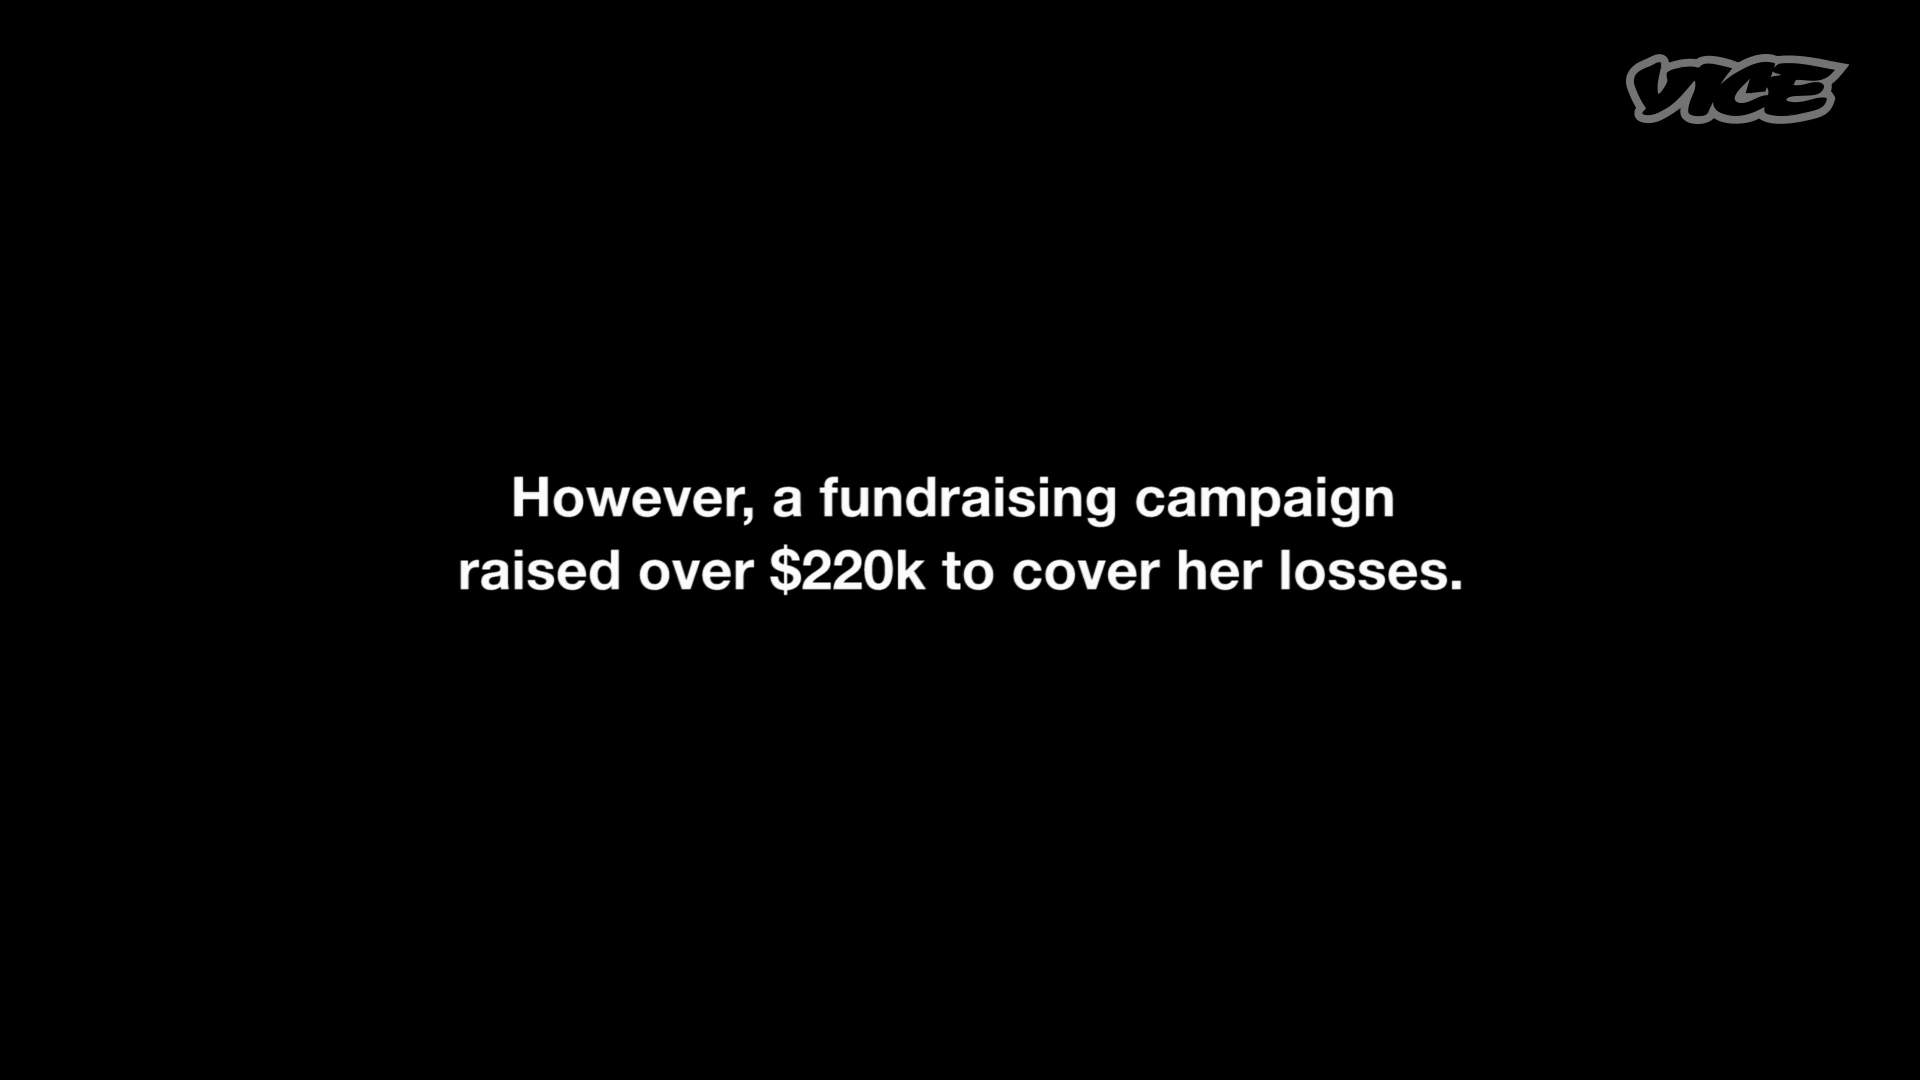 VICE
However, a fundraising campaign
raised over $220k to cover her losses.